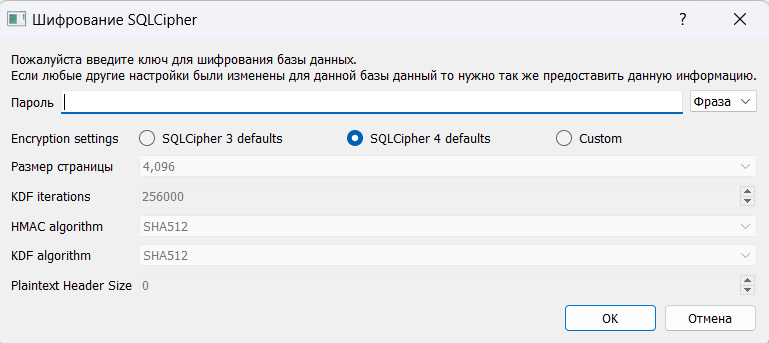 Шифрование SQLCipher
?
Пожалуйста введите ключ для шифрования базы данных.
Если любые другие настройки были изменены для данной базы данный то нужно так же предоставить данную информацию.
Пароль Фраза
Encryption settings SQLCipher 3 defaults SQLCipher 4 defaults Custom
Размер страницы 4,096
KDF iterations 256000
HMAC algorithm SHA512
KDF algorithm SHA512
Plaintext Header Size 0
OK Отмена